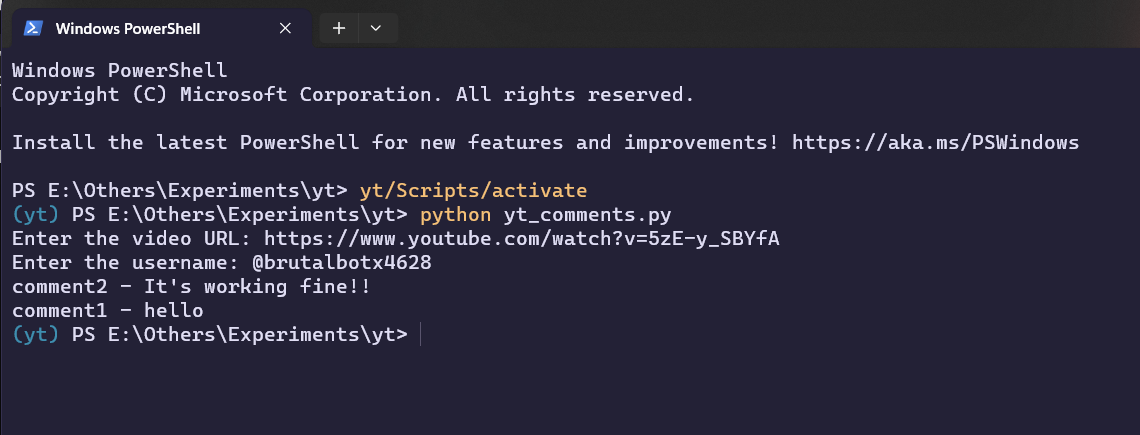 Windows PowerShell
Windows PowerShell
Copyright (C) Microsoft Corporation. All rights reserved.
Install the latest PowerShell for new features and improvements! https://aka.ms/PSWindows
PS E:\Others\Experiments\yt> yt/Scripts/activate
(yt) PS E:\Others\Experiments\yt> python yt_comments.py
Enter the video URL: https://www.youtube.com/watch?v=5zE-y_SBYfA
Enter the username: @brutalbotx4628
comment2 - It's working fine!!
comment1 - hello
(yt) PS E:\Others\Experiments\yt>